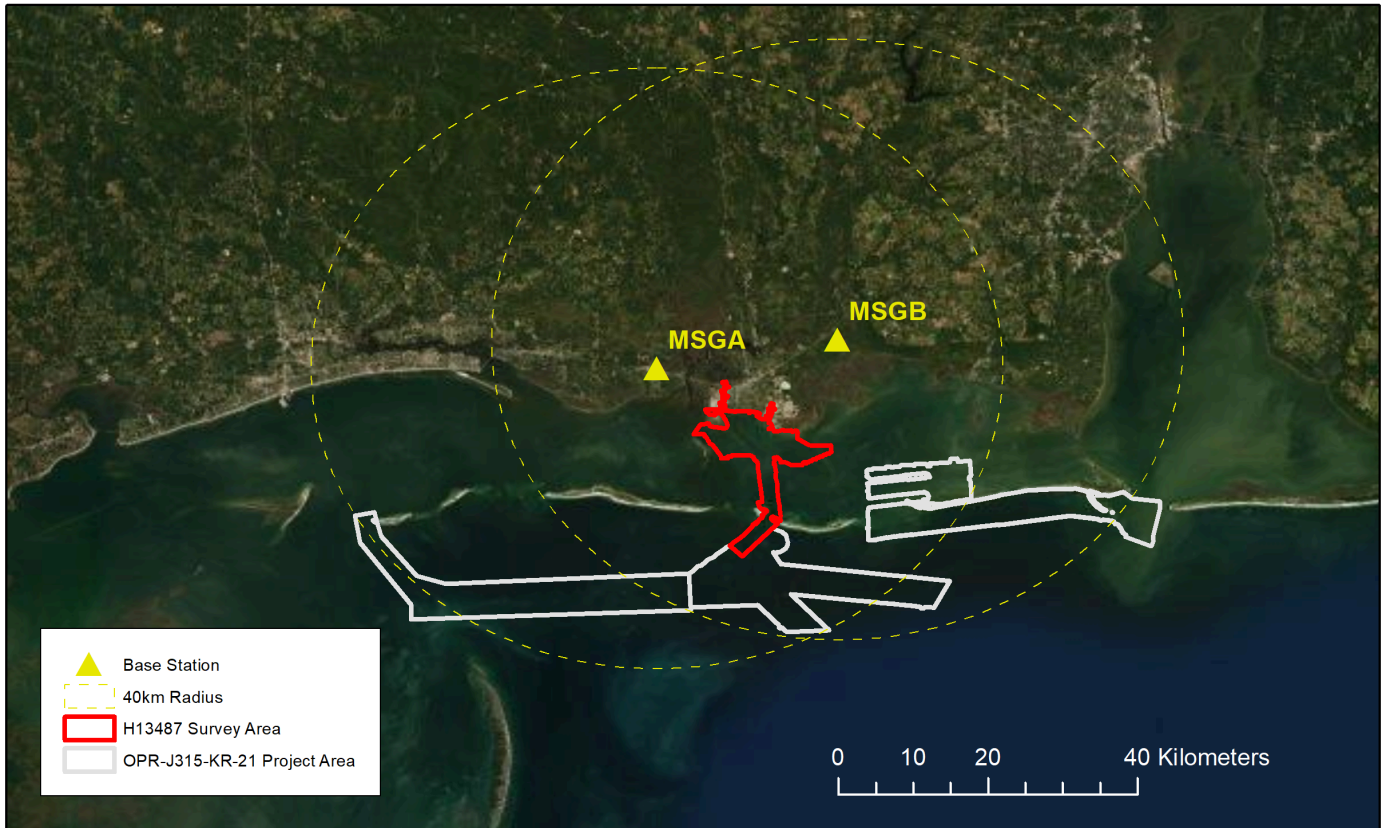 MSGB
MSGA
Base Station
40km Radius
H13487 Survey Area
OPR-J315-KR-21 Project Area
0 10 20 40 Kilometers